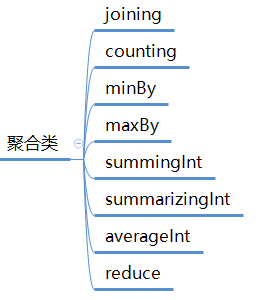 joining
counting
minBy
maxBy
聚合类
summingInt
summarizingInt
averageInt
reduce